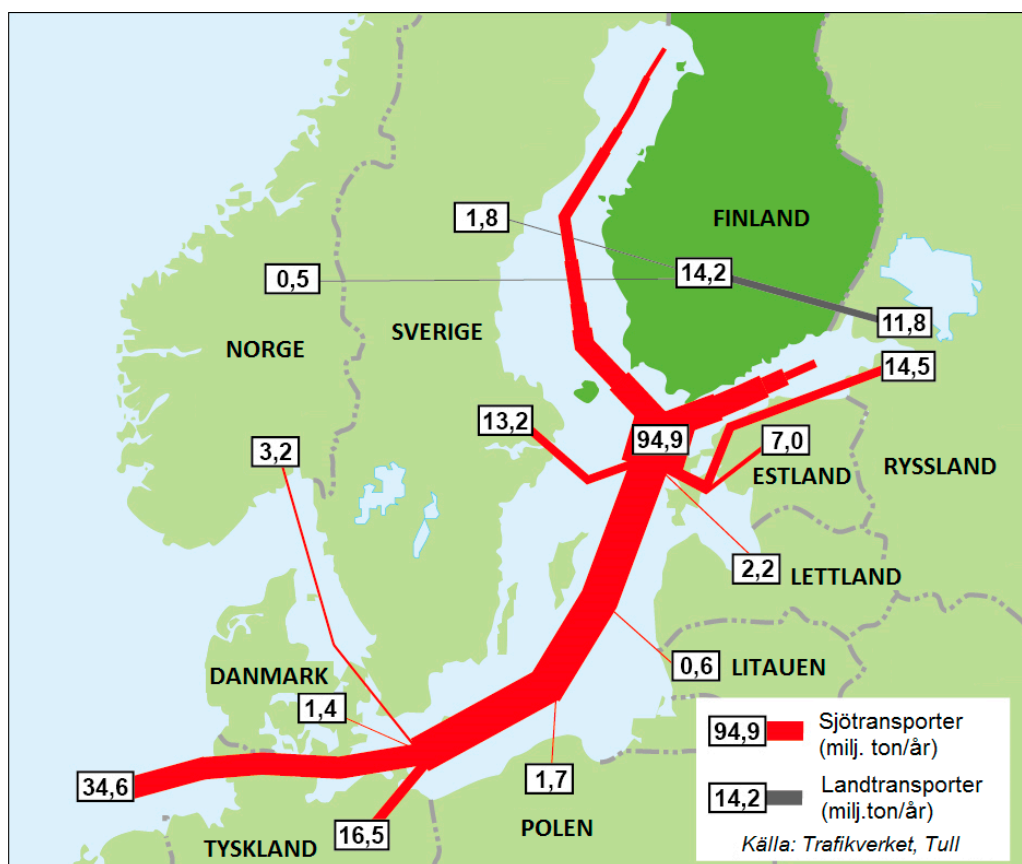 1,8
FINLAND
14,2
0,5
11,8
SVERIGE
NORGE
14,5
13,2
94,9
7,0
3,2
ESTLAND
RYSSLAND
2,2
LETTLAND
0,6
LITAUEN
DANMARK
1,4
34,6
1,7
POLEN
16,5
TYSKLAND
94,9
Sjötransporter
(milj. ton/år)
14,2
Landtransporter
(milj.ton/år)
Källa: Trafikverket, Tull